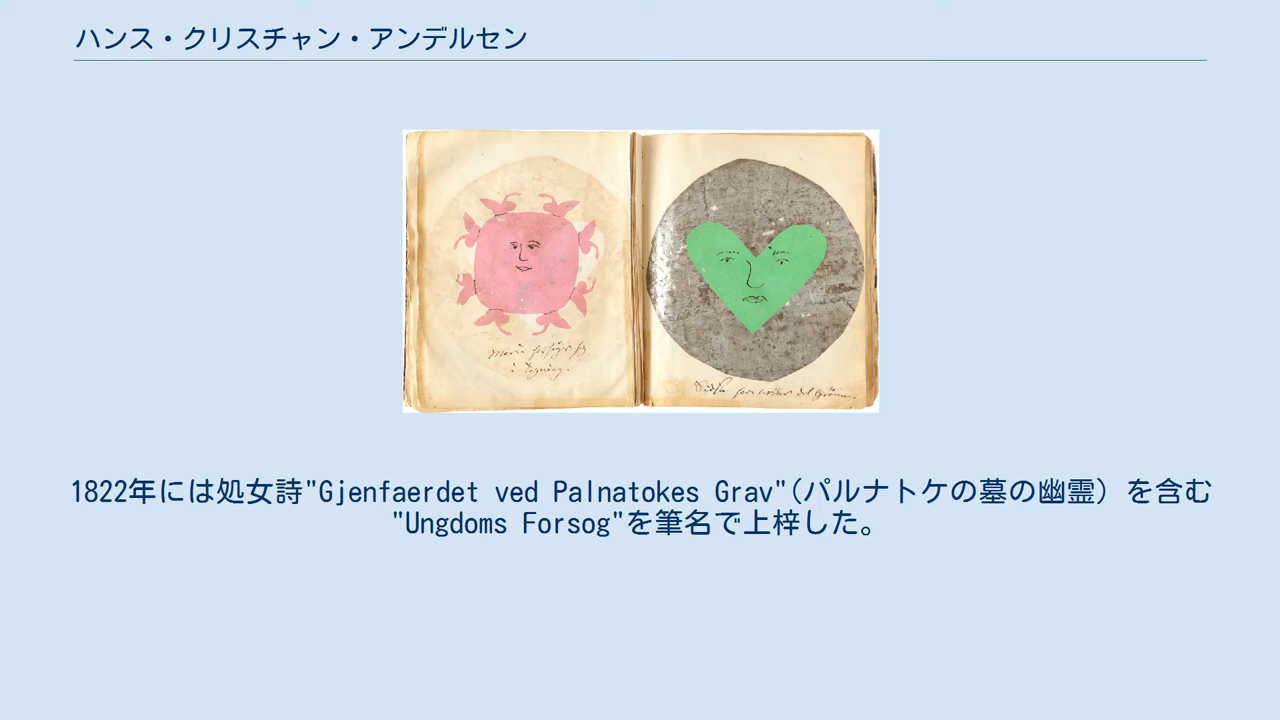 ハンス・クリスチャン・アンデルセン
1822年には処女詩"Gjenfaerdet ved Palnatokes Grav"(パルナトケの墓の幽霊) を含む
"Ungdoms Forsog"を筆名で上梓した。